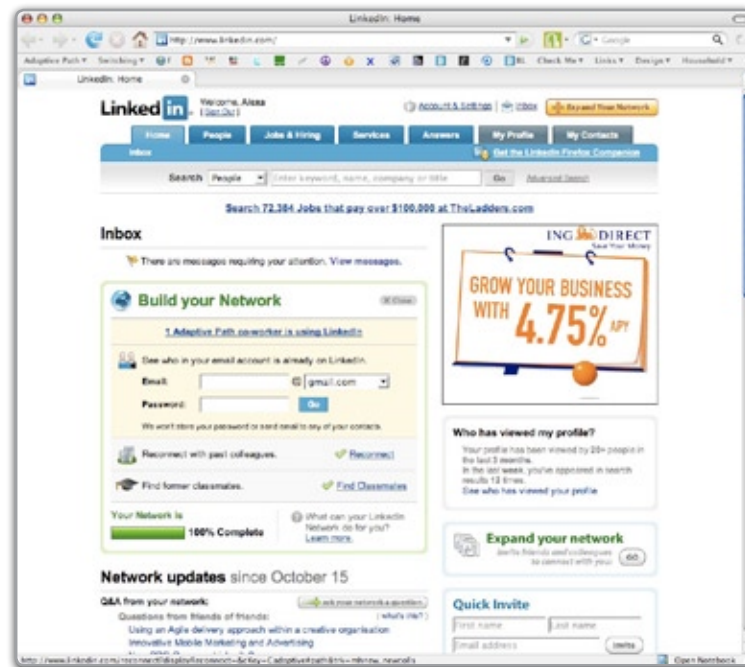 LinkedIn: Home
http://www.linkedin.com/
Google
Adaptive Path Switching Check Me Links Design Household
LinkedIn: Home
Linked in
Welcome, Alexa
[Sign Out]
Account & Settings Inbox Expand Your Network
Home People Jobs & Hiring Services Answers My Profile My Contacts
Inbox Get the LinkedIn Firefox Companion
Search People Enter keyword, name, company or title Go Advanced Search
Search 72,384 Jobs that pay over $100,000 at TheLadders.com
Inbox
There are messages requiring your attention. View messages.
Build your Network Close
1 Adaptive Path co-worker is using LinkedIn
See who in your email account is already on LinkedIn.
Email: @ gmail.com
Password: Go
We won't store your password or send email to any of your contacts.
Reconnect with past colleagues. Reconnect
Find former classmates. Find Classmates
Your Network is
100% Complete
What can your LinkedIn
Network do for you?
Learn more.
Network updates since October 15
Q&A from your network: ask your network a question
Questions from friends of friends:
Using an Agile delivery approach within a creative organisation
Innovative Mobile Marketing and Advertising
ING DIRECT
Save Your Money
GROW YOUR BUSINESS
WITH 4.75% APY
Who has viewed my profile?
Your profile has been viewed by 20+ people in
the last 3 months.
In the last week, you've appeared in search
results 13 times.
See who has viewed your profile
Expand your network
Invite friends and colleagues
to connect with you GO
Quick Invite
First name Last name
Email address Invite
Open Notebook